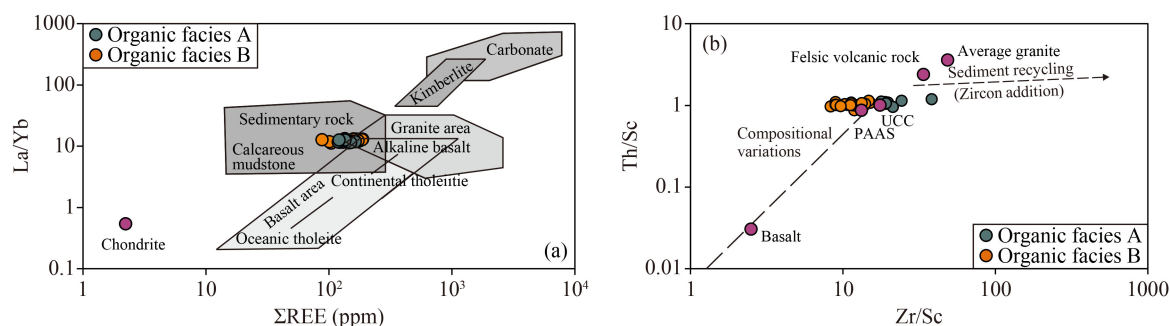 1000
100
10
1
0.1
La/Yb
Organic facies A
Organic facies B
Carbonate
Kimberlite
Sedimentary rock
Granite area
Calcareous
mudstone
Alkaline basalt
Continental tholeiitie
Basalt area
Oceanic tholeite
Chondrite
(a)
1
10
10²
10³
10⁴
ΣREE (ppm)
(b)
10
1
0.1
0.01
Th/Sc
Felsic volcanic rock
Average granite
Sediment recycling
(Zircon addition)
UCC
PAAS
Compositional
variations
Basalt
Organic facies A
Organic facies B
1
10
100
1000
Zr/Sc